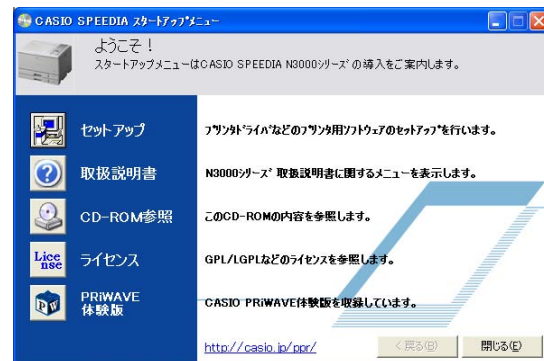 CASIO SPEEDIA スタートアップメニュー
ようこそ!
スタートアップメニューはCASIO SPEEDIA N3000シリーズの導入をご案内します。
セットアップ
プリンタドライバなどのプリンタ用ソフトウェアのセットアップを行います。
取扱説明書
N3000シリーズ 取扱説明書に関するメニューを表示します。
CD-ROM参照
このCD-ROMの内容を参照します。
Lice
nse
ライセンス
GPL/LGPLなどのライセンスを参照します。
PW
PRiWAVE
体験版
CASIO PRiWAVE体験版を収録しています。
http://casio.jp/ppr/
< 戻る(B)
閉じる(E)